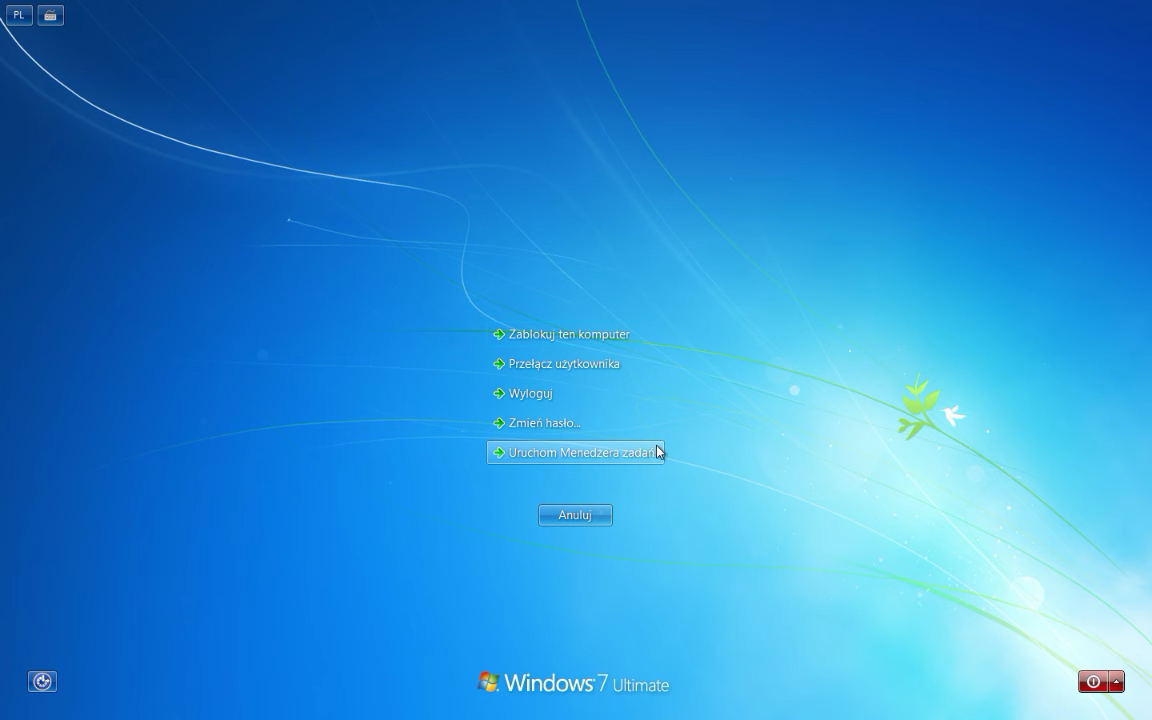 PL
Zablokuj ten komputer
Przełącz użytkownika
Wyloguj
Zmień hasło...
Uruchom Menedżera zadań
Anuluj
Windows 7 Ultimate